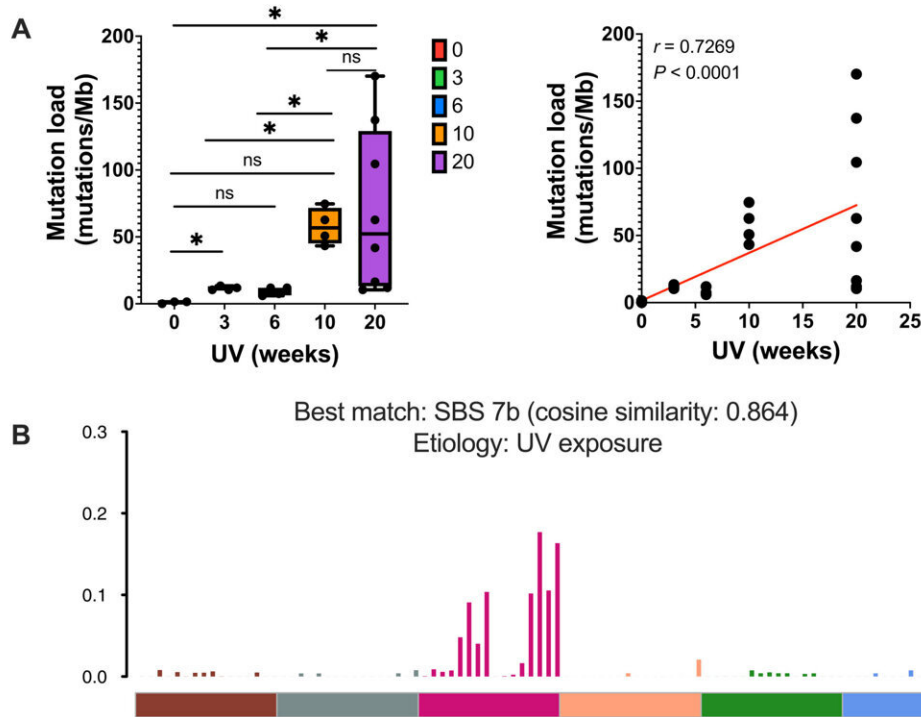 A
Mutation load
(mutations/Mb)
200
150
100
50
0
*
*
ns
*
*
ns
ns
*
0
3
6
10
20
UV (weeks)
0
3
6
10
20
Mutation load
(mutations/Mb)
200
150
100
50
0
r = 0.7269
P < 0.0001
0 5 10 15 20 25
UV (weeks)
B
Best match: SBS 7b (cosine similarity: 0.864)
Etiology: UV exposure
0.3
0.2
0.1
0.0